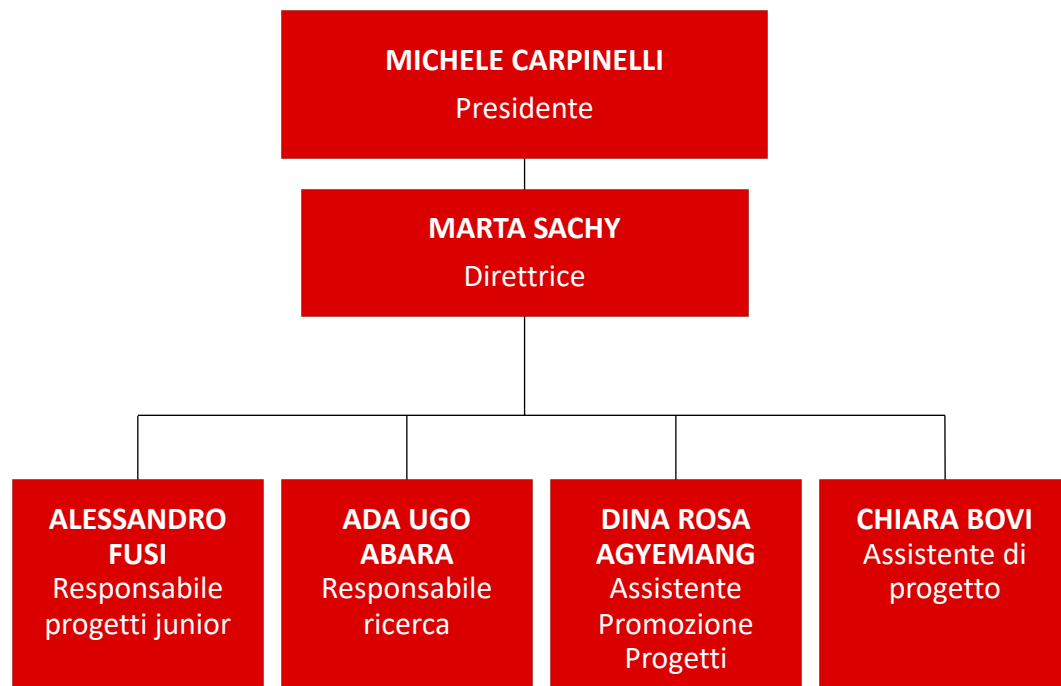 MICHELE CARPINELLI
Presidente
MARTA SACHY
Direttrice
ALESSANDRO
FUSI
Responsabile
progetti junior
ADA UGO
ABARA
Responsabile
ricerca
DINA ROSA
AGYEMANG
Assistente
Promozione
Progetti
CHIARA BOVI
Assistente di
progetto